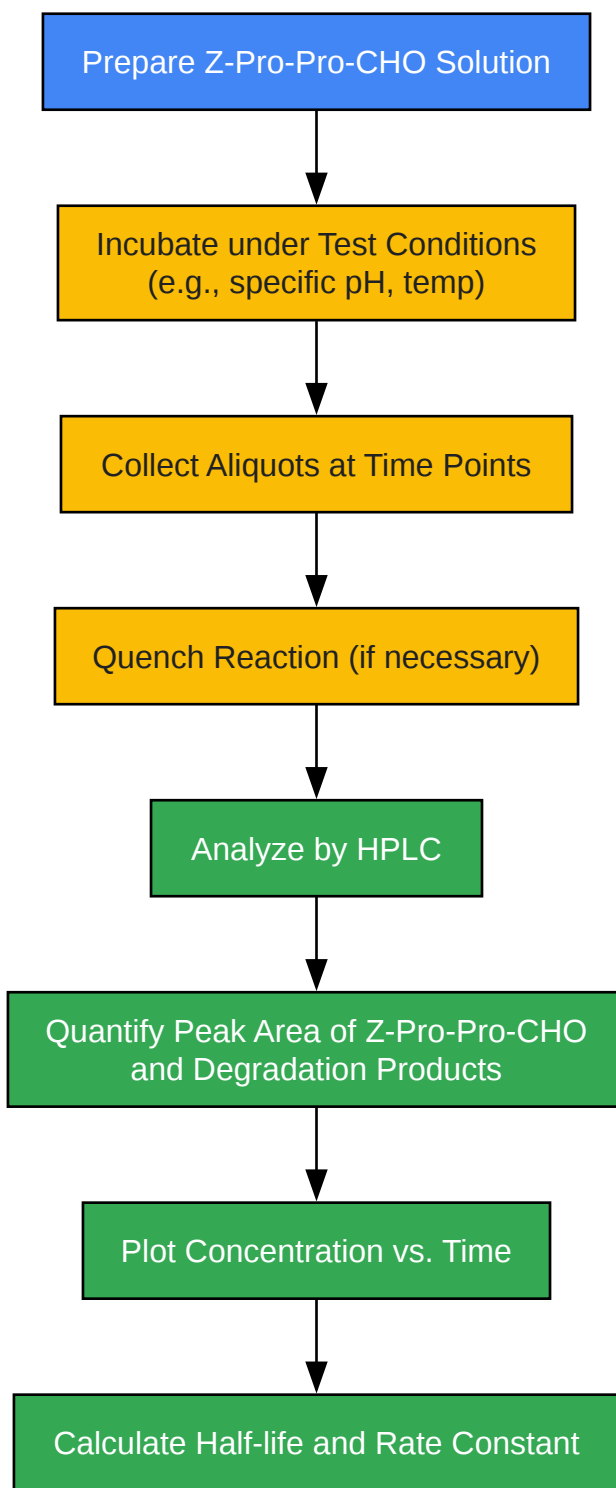 Prepare Z-Pro-Pro-CHO Solution
Incubate under Test Conditions
(e.g., specific pH, temp)
Collect Aliquots at Time Points
Quench Reaction (if necessary)
Analyze by HPLC
Quantify Peak Area of Z-Pro-Pro-CHO
and Degradation Products
Plot Concentration vs. Time
Calculate Half-life and Rate Constant